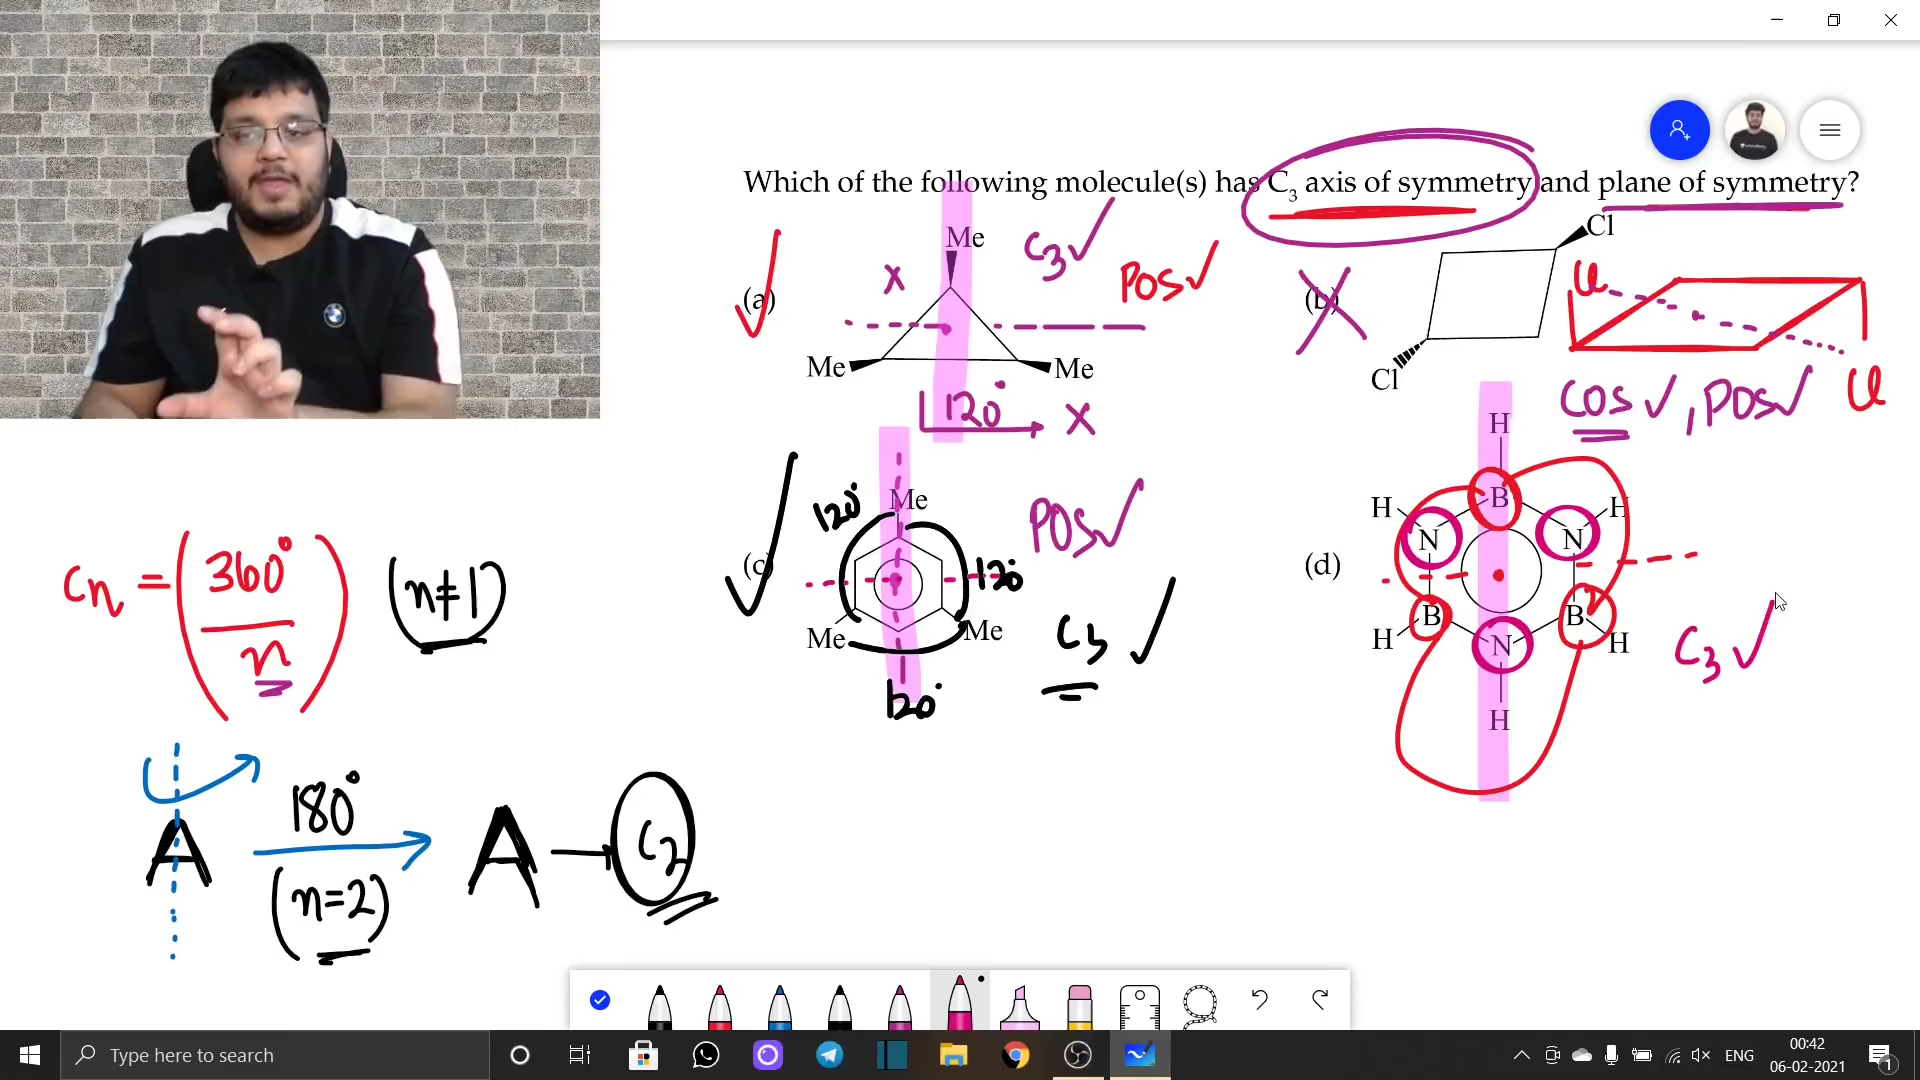 Which of the following molecule(s) has C3 axis of symmetry and plane of symmetry?
(a)
Me
Me
Me
x
C3 ✓
POS ✓
120°
x
(b)
Cl
Cl
Cl
Cl
COS ✓, POS ✓
(c)
Me
Me
Me
120°
120
120°
POS ✓
C3 ✓
(d)
H
B
H
N
N
H
H
B
B
H
N
H
C3 ✓
Cn = (360°/n) (n≠1)
A 180° A → C2
(n=2)
Type here to search
ENG
00:42
06-02-2021
1